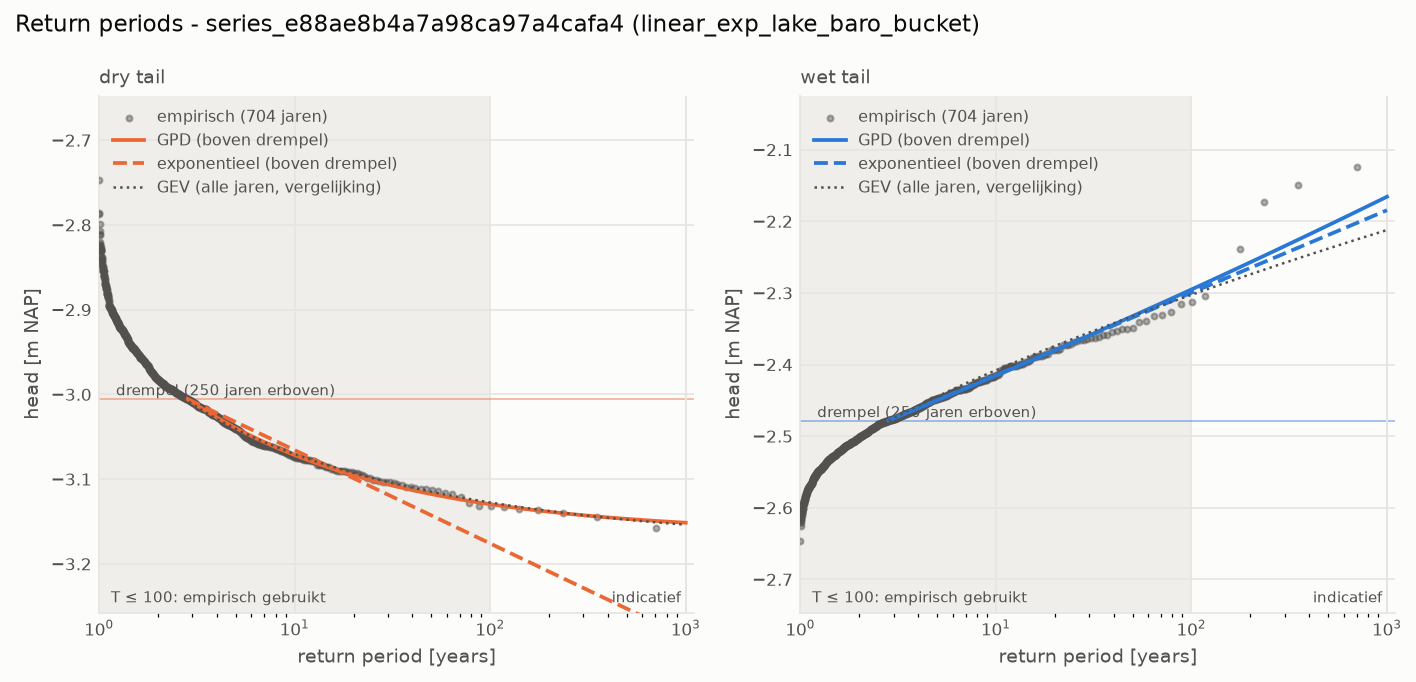 Return periods - series_e88ae8b4a7a98ca97a4cafa4 (linear_exp_lake_baro_bucket)
dry tail
empirisch (704 jaren)
GPD (boven drempel)
exponentieel (boven drempel)
GEV (alle jaren, vergelijking)
−2.7
−2.8
−2.9
−3.0
−3.1
−3.2
head [m NAP]
drempel (250 jaren erboven)
T ≤ 100: empirisch gebruikt
indicatief
10⁰ 10¹ 10² 10³
return period [years]
wet tail
empirisch (704 jaren)
GPD (boven drempel)
exponentieel (boven drempel)
GEV (alle jaren, vergelijking)
−2.1
−2.2
−2.3
−2.4
−2.5
−2.6
−2.7
head [m NAP]
drempel (250 jaren erboven)
T ≤ 100: empirisch gebruikt
indicatief
10⁰ 10¹ 10² 10³
return period [years]